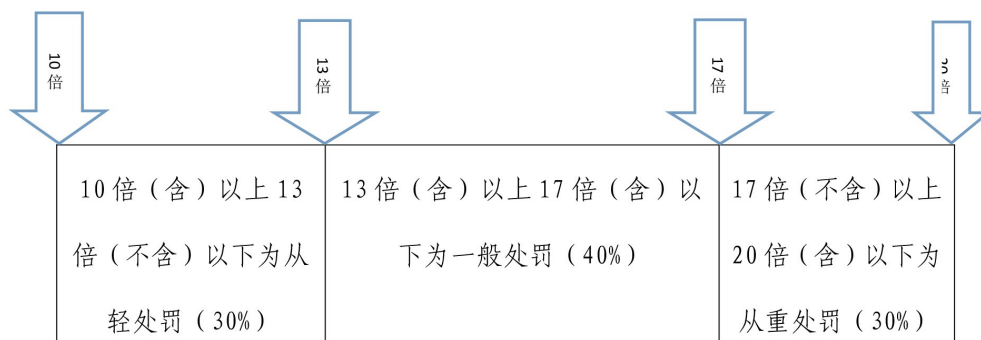 10倍
13倍
17倍
倍
10倍（含）以上13
倍（不含）以下为从
轻处罚（30%）
13倍（含）以上17倍（含）以
下为一般处罚（40%）
17倍（不含）以上
20倍（含）以下为
从重处罚（30%）